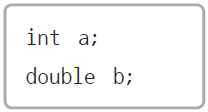 int a;
double b;